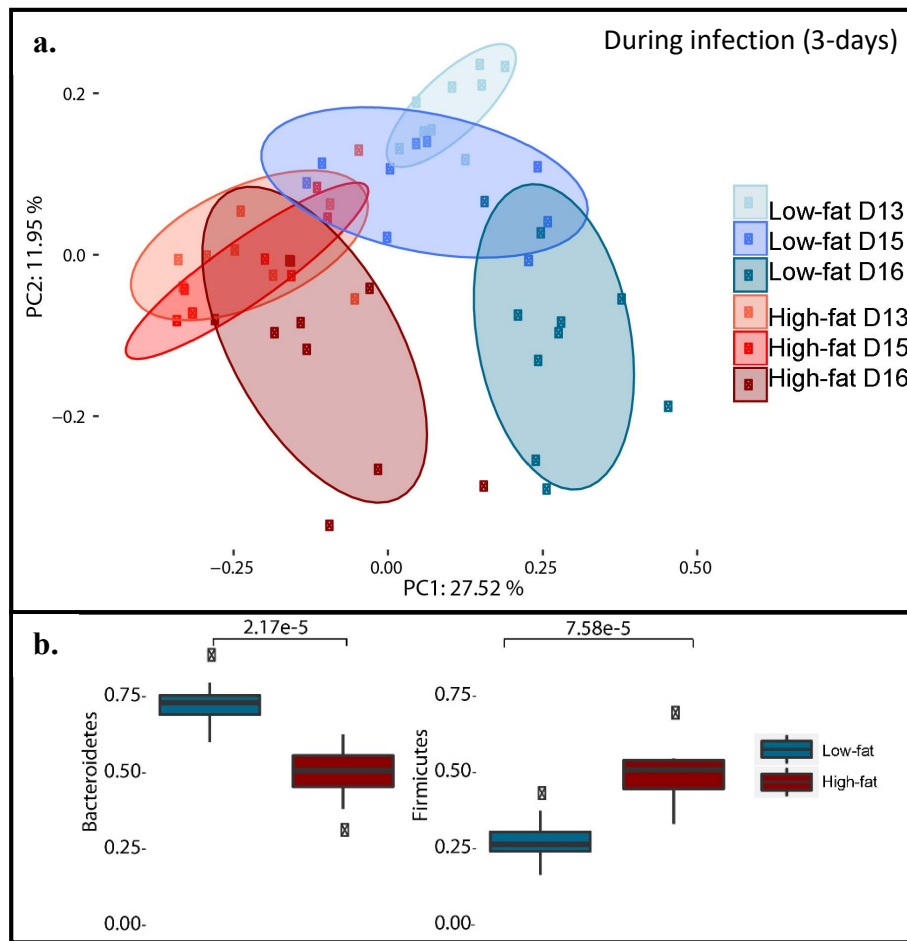 a.
During infection (3-days)
0.2
0.0
−0.2
PC2: 11.95 %
−0.25
0.00
0.25
0.50
PC1: 27.52 %
Low-fat D13
Low-fat D15
Low-fat D16
High-fat D13
High-fat D15
High-fat D16
b.
2.17e-5
Bacteroidetes
0.75-
0.50-
0.25-
0.00-
7.58e-5
Firmicutes
0.75-
0.50-
0.25-
0.00-
Low-fat
High-fat